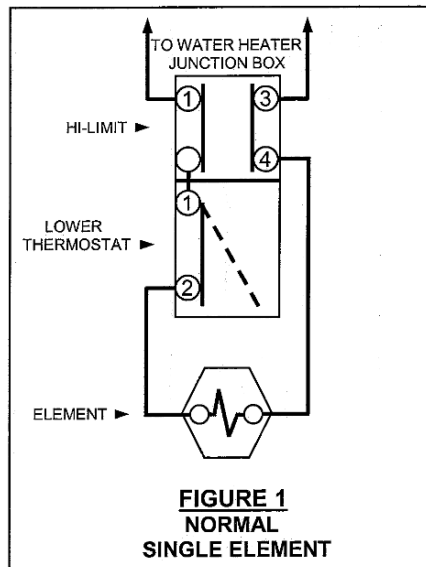 TO WATER HEATER
JUNCTION BOX
1 3
HI-LIMIT ►
4
1
LOWER
THERMOSTAT ►
2
ELEMENT ►
FIGURE 1
NORMAL
SINGLE ELEMENT